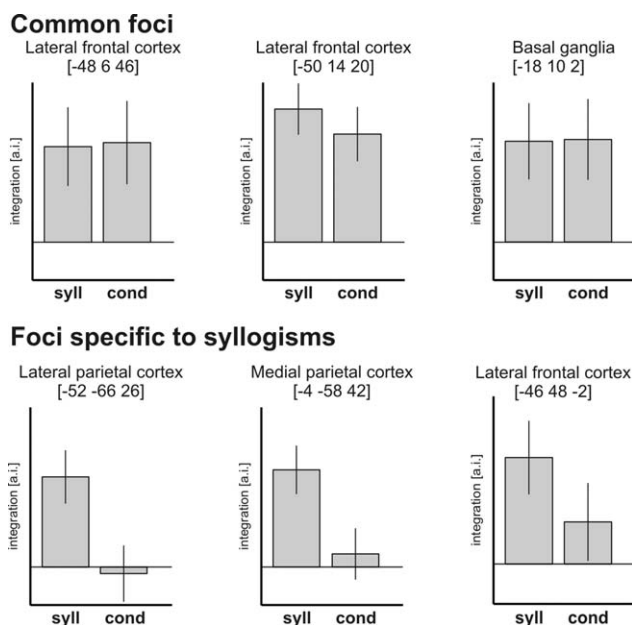 Common foci
Lateral frontal cortex
[-48 6 46]
Lateral frontal cortex
[-50 14 20]
Basal ganglia
[-18 10 2]
integration [a.i.]
integration [a.i.]
integration [a.i.]
syll cond
syll cond
syll cond
Foci specific to syllogisms
Lateral parietal cortex
[-52 -66 26]
Medial parietal cortex
[-4 -58 42]
Lateral frontal cortex
[-46 48 -2]
integration [a.i.]
integration [a.i.]
integration [a.i.]
syll cond
syll cond
syll cond